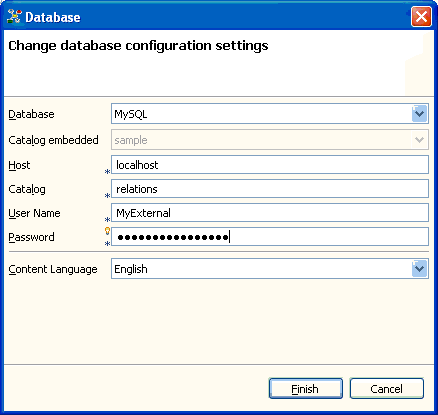 Database
Change database configuration settings
Database MySQL
Catalog embedded sample
Host * localhost
Catalog * relations
User Name * MyExternal
Password * ●●●●●●●●●●●●●●●●
Content Language English
Finish Cancel